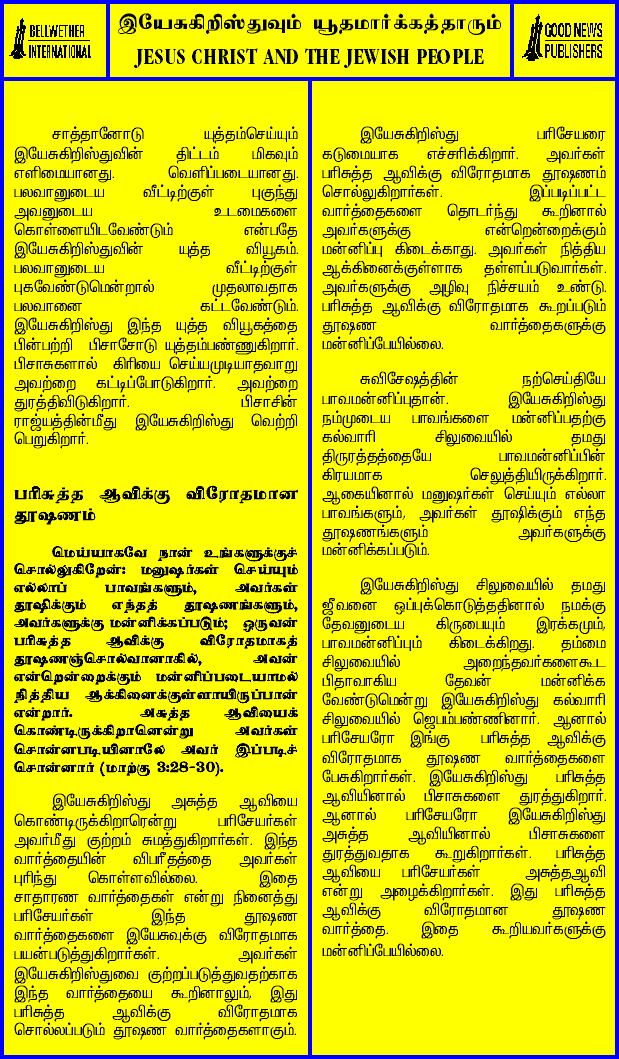 BELLWETHER
INTERNATIONAL
இயேசுகிறிஸ்துவும் யூதமார்க்கத்தாரும்
JESUS CHRIST AND THE JEWISH PEOPLE
GOOD NEWS
PUBLISHERS
சாத்தானோடு யுத்தம்செய்யும்
இயேசுகிறிஸ்துவின் திட்டம் மிகவும்
எளிமையானது. வெளிப்படையானது.
பலவானுடைய வீட்டிற்குள் புகுந்து
அவனுடைய உடமைகளை
கொள்ளையிடவேண்டும் என்பதே
இயேசுகிறிஸ்துவின் யுத்த வியூகம்.
பலவானுடைய வீட்டிற்குள்
புகவேண்டுமென்றால் முதலாவதாக
பலவானை கட்டவேண்டும்.
இயேசுகிறிஸ்து இந்த யுத்த வியூகத்தை
பின்பற்றி பிசாசோடு யுத்தம்பண்ணுகிறார்.
பிசாசுகளால் கிரியை செய்யமுடியாதவாறு
அவற்றை கட்டிப்போடுகிறார். அவற்றை
துரத்திவிடுகிறார். பிசாசின்
ராஜ்யத்தின்மீது இயேசுகிறிஸ்து வெற்றி
பெறுகிறார்.
பரிசுத்த ஆவிக்கு விரோதமான
தூஷணம்
மெய்யாகவே நான் உங்களுக்குச்
சொல்லுகிறேன்: மனுஷர்கள் செய்யும்
எல்லாப் பாவங்களும், அவர்கள்
தூஷிக்கும் எந்தத் தூஷணங்களும்,
அவர்களுக்கு மன்னிக்கப்படும்; ஒருவன்
பரிசுத்த ஆவிக்கு விரோதமாகத்
தூஷணஞ்சொல்வானாகில், அவன்
என்றென்றைக்கும் மன்னிப்படையாமல்
நித்திய ஆக்கினைக்குள்ளாயிருப்பான்
என்றார். அசுத்த ஆவியைக்
கொண்டிருக்கிறானென்று அவர்கள்
சொன்னபடியினாலே அவர் இப்படிச்
சொன்னார் (மாற்கு 3:28-30).
இயேசுகிறிஸ்து அசுத்த ஆவியை
கொண்டிருக்கிறாரென்று பரிசேயர்கள்
அவர்மீது குற்றம் சுமத்துகிறார்கள். இந்த
வார்த்தையின் விபரீதத்தை அவர்கள்
புரிந்து கொள்ளவில்லை. இதை
சாதாரண வார்த்தைகள் என்று நினைத்து
பரிசேயர்கள் இந்த தூஷண
வார்த்தைகளை இயேசுவுக்கு விரோதமாக
பயன்படுத்துகிறார்கள். அவர்கள்
இயேசுகிறிஸ்துவை குற்றப்படுத்துவதற்காக
இந்த வார்த்தையை கூறினாலும், இது
பரிசுத்த ஆவிக்கு விரோதமாக
சொல்லப்படும் தூஷண வார்த்தைகளாகும்.
இயேசுகிறிஸ்து பரிசேயரை
கடுமையாக எச்சரிக்கிறார். அவர்கள்
பரிசுத்த ஆவிக்கு விரோதமாக தூஷணம்
சொல்லுகிறார்கள். இப்படிப்பட்ட
வார்த்தைகளை தொடர்ந்து கூறினால்
அவர்களுக்கு என்றென்றைக்கும்
மன்னிப்பு கிடைக்காது. அவர்கள் நித்திய
ஆக்கினைக்குள்ளாக தள்ளப்படுவார்கள்.
அவர்களுக்கு அழிவு நிச்சயம் உண்டு.
பரிசுத்த ஆவிக்கு விரோதமாக கூறப்படும்
தூஷண வார்த்தைகளுக்கு
மன்னிப்பேயில்லை.
சுவிசேஷத்தின் நற்செய்தியே
பாவமன்னிப்புதான். இயேசுகிறிஸ்து
நம்முடைய பாவங்களை மன்னிப்பதற்கு
கல்வாரி சிலுவையில் தமது
திருரத்தத்தையே பாவமன்னிப்பின்
கிரயமாக செலுத்தியிருக்கிறார்.
ஆகையினால் மனுஷர்கள் செய்யும் எல்லா
பாவங்களும், அவர்கள் தூஷிக்கும் எந்த
தூஷணங்களும் அவர்களுக்கு
மன்னிக்கப்படும்.
இயேசுகிறிஸ்து சிலுவையில் தமது
ஜீவனை ஒப்புக்கொடுத்ததினால் நமக்கு
தேவனுடைய கிருபையும் இரக்கமும்,
பாவமன்னிப்பும் கிடைக்கிறது. தம்மை
சிலுவையில் அறைந்தவர்களைகூட
பிதாவாகிய தேவன் மன்னிக்க
வேண்டுமென்று இயேசுகிறிஸ்து கல்வாரி
சிலுவையில் ஜெபம்பண்ணினார். ஆனால்
பரிசேயரோ இங்கு பரிசுத்த ஆவிக்கு
விரோதமாக தூஷண வார்த்தைகளை
பேசுகிறார்கள். இயேசுகிறிஸ்து பரிசுத்த
ஆவியினால் பிசாசுகளை துரத்துகிறார்.
ஆனால் பரிசேயரோ இயேசுகிறிஸ்து
அசுத்த ஆவியினால் பிசாசுகளை
துரத்துவதாக கூறுகிறார்கள். பரிசுத்த
ஆவியை பரிசேயர்கள் அசுத்தஆவி
என்று அழைக்கிறார்கள். இது பரிசுத்த
ஆவிக்கு விரோதமான தூஷண
வார்த்தை. இதை கூறியவர்களுக்கு
மன்னிப்பேயில்லை.